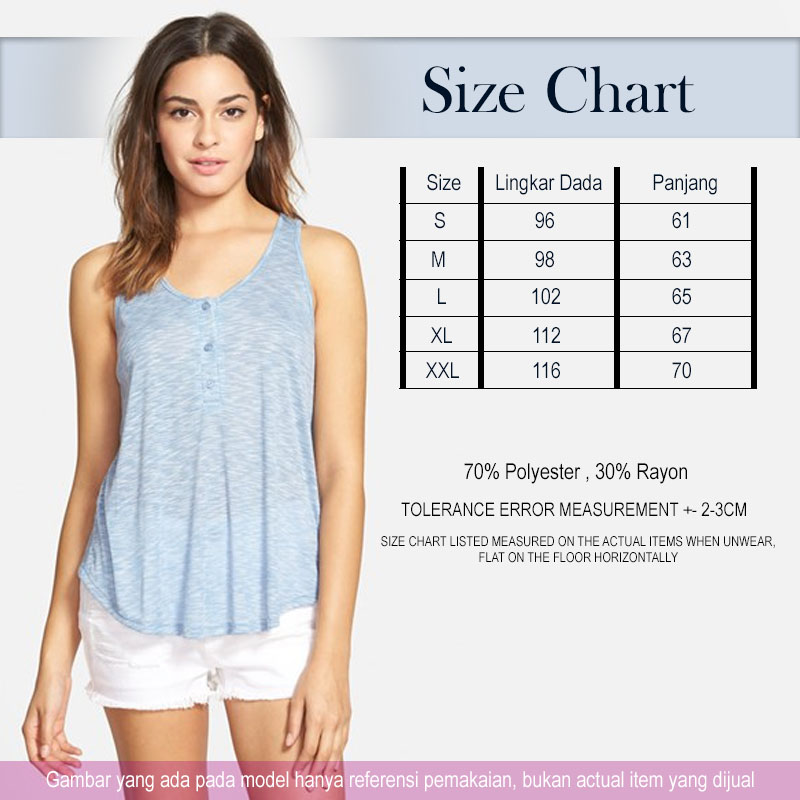 Size Chart
Size Lingkar Dada Panjang
S 96 61
M 98 63
L 102 65
XL 112 67
XXL 116 70
70% Polyester , 30% Rayon
TOLERANCE ERROR MEASUREMENT +- 2-3CM
SIZE CHART LISTED MEASURED ON THE ACTUAL ITEMS WHEN UNWEAR,
FLAT ON THE FLOOR HORIZONTALLY
Gambar yang ada pada model hanya referensi pemakaian, bukan actual item yang dijual